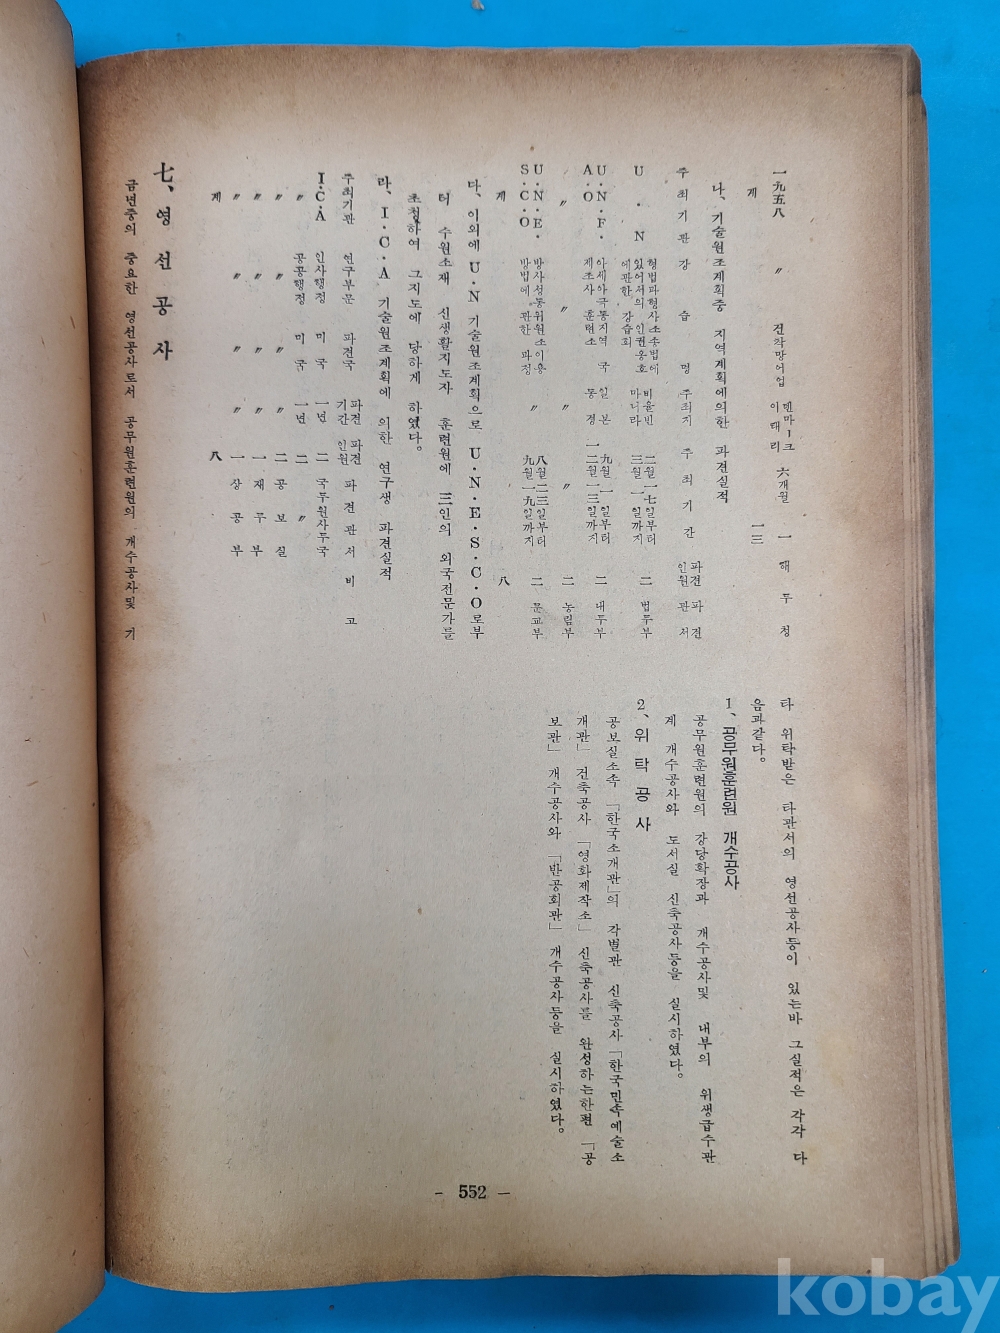 一九五八 〃 건착망어업 덴마ー크 이태리 六개월 一 해무청
계 一三
나、기술원조계획중 지역계획에의한 파견실적
주최기관 강습명 주최지 주최기간 파견인원 파견관서
U・N 형법과형사소송법에있어서의 인권옹호에관한 강습회 비율빈 마니라 二월一七일부터 三월 一일까지 二 법무부
U・N・F・A・O 아세아극동지역 국제조사 훈련소 일본 동경 九월 一일부터 一二월一三일까지 二 내무부
〃 〃 〃 〃 二 농림부
U・N・E・S・C・O 방사성동위원소이용방법에 관한 과정 〃 八월二三일부터 九월一九일까지 二 문교부
계 八
다、이외에 U・N 기술원조계획으로 U・N・E・S・C・O로부
터 수원소재 신생활지도자 훈련원에 三인의 외국전문가를
초청하여 그지도에 당하게 하였다。
라、I・C・A 기술원조계획에 의한 연구생 파견실적
주최기관 연구부문 파견국 파견기간 파견인원 파견관서 비고
I・C・A 인사행정 미국 一년 二 국무원사무국
〃 공공행정 미국 一년 二 〃
〃 〃 〃 〃 二 공보실
〃 〃 〃 〃 一 재무부
〃 〃 〃 〃 一 상공부
계 八
七、영선공사
금년중의 중요한 영선공사로서 공무원훈련원의 개수공사및 기
타 위탁받은 타관서의 영선공사등이 있는바 그실적은 각각 다
음과같다。
1、공무원훈련원 개수공사
공무원훈련원의 강당확장과 개수공사및 내부의 위생급수관
계 개수공사와 도서실 신축공사등을 실시하였다。
2、위탁공사
공보실소속 「한국소개관」의 각별관 신축공사「한국민속예술소
개관」 건축공사 「영화제작소」 신축공사를 완성하는한편 「공
보관」 개수공사와 「반공회관」 개수공사등을 실시하였다。
- 552 -
kobay